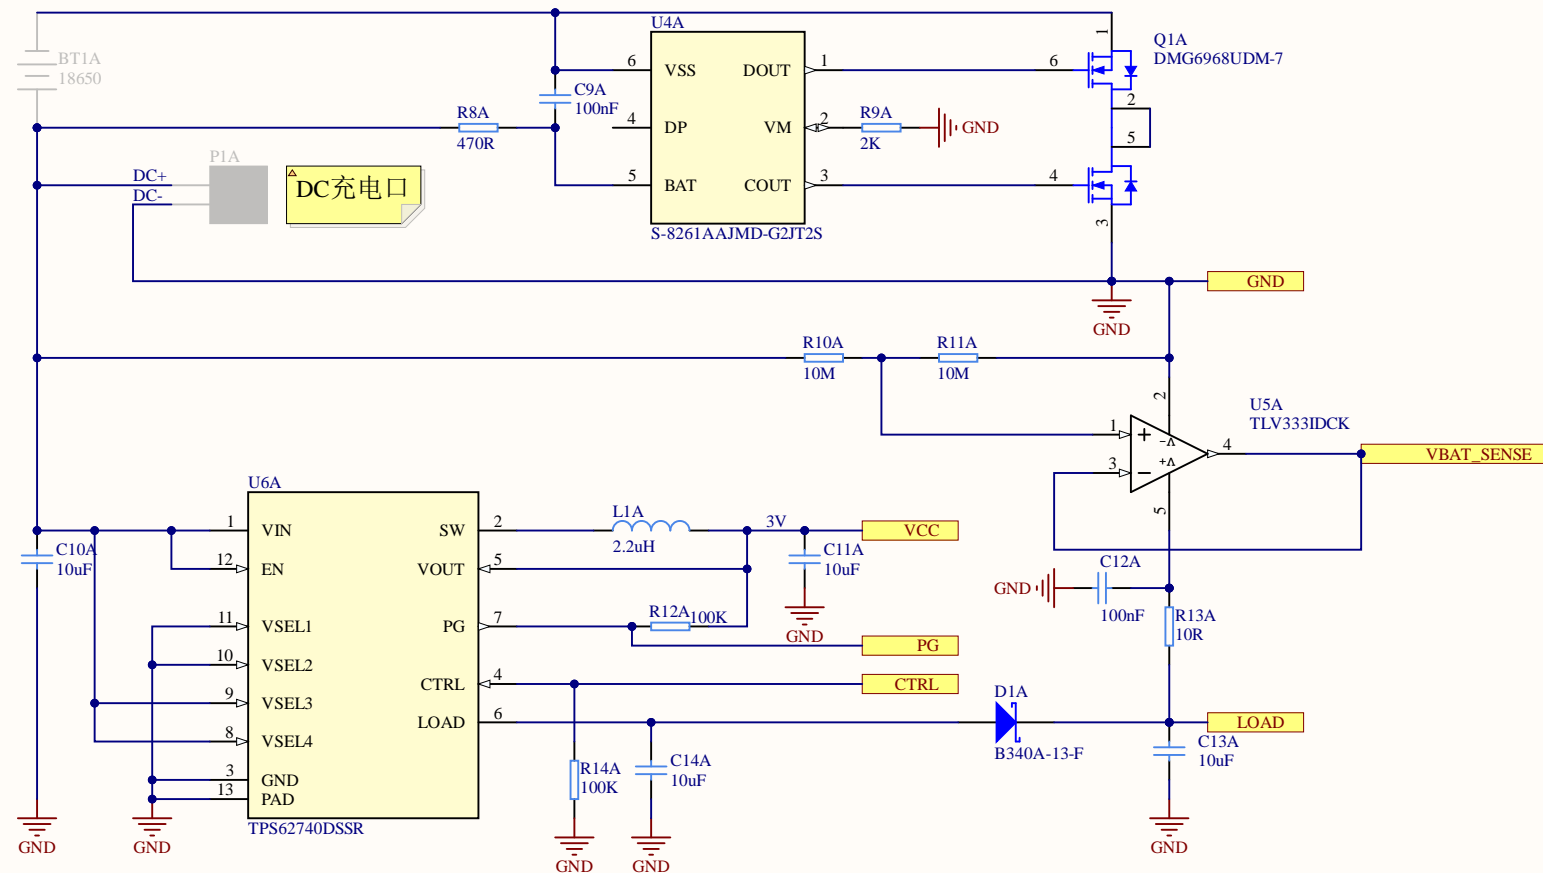 U4A
Q1A
DMG6968UDM-7
BT1A
18650
6
VSS
DOUT
1
6
1
C9A
100nF
R8A
470R
4
DP
VM
2
R9A
2K
GND
2
5
P1A
DC+
DC-
DC充电口
5
BAT
COUT
3
4
3
S-8261AAJMD-G2JT2S
GND
GND
R10A
10M
R11A
10M
2
U5A
TLV333IDCK
1
+
-V
+V
3
−
4
VBAT_SENSE
5
U6A
1
VIN
SW
2
L1A
2.2uH
3V
VCC
C10A
10uF
12
EN
VOUT
5
C11A
10uF
GND
C12A
100nF
GND
11
VSEL1
PG
7
R12A
100K
PG
R13A
10R
10
VSEL2
9
VSEL3
CTRL
4
CTRL
8
VSEL4
LOAD
6
D1A
B340A-13-F
LOAD
C13A
10uF
3
GND
13
PAD
R14A
100K
C14A
10uF
TPS62740DSSR
GND
GND
GND
GND
GND